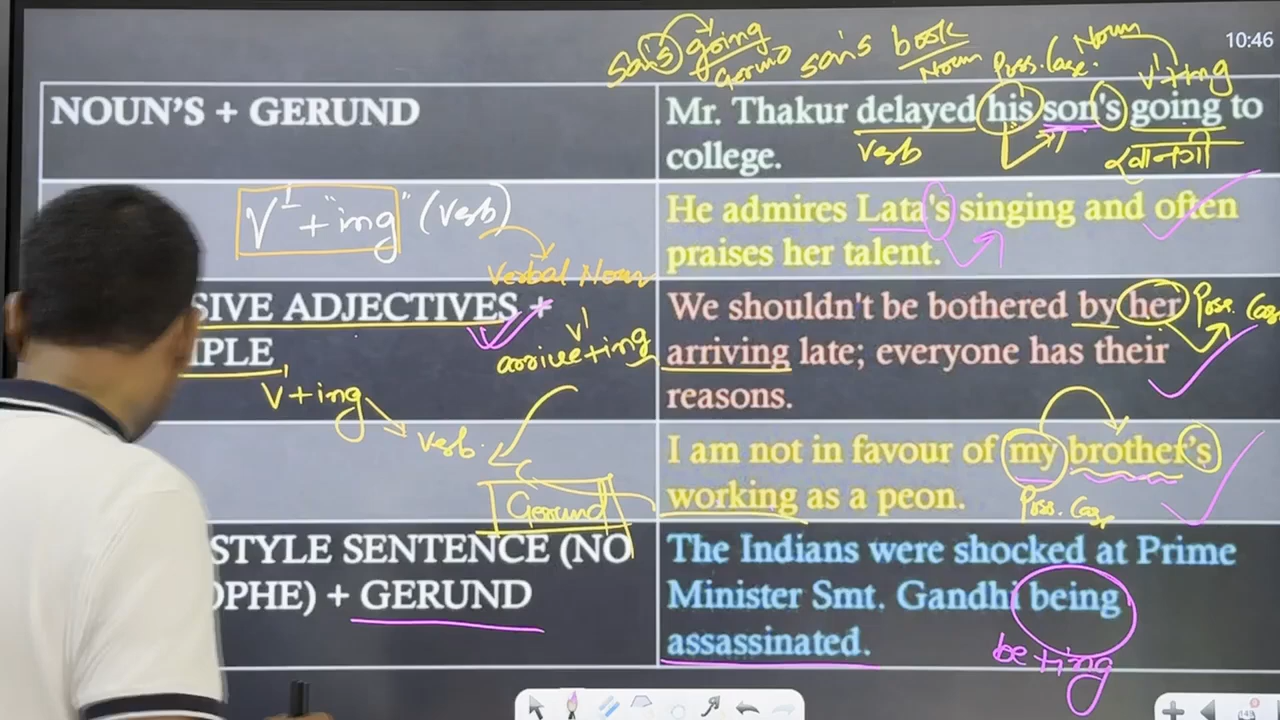 10:46
son's going son's book Noun
Gerund Noun Poss. Case. V¹+ing
NOUN'S + GERUND
Mr. Thakur delayed his son's going to
college.
verb
V¹ + "ing" (verb)
Verbal Noun
He admires Lata's singing and often
praises her talent.
SIVE ADJECTIVES +
IPLE
V¹
arrive+ing
V¹+ing
verb.
Gerund
We shouldn't be bothered by her Poss. Case
arriving late; everyone has their
reasons.
I am not in favour of my brother's
working as a peon.
Poss. Case
STYLE SENTENCE (NO
OPHE) + GERUND
The Indians were shocked at Prime
Minister Smt. Gandhi being
assassinated.
be+ing